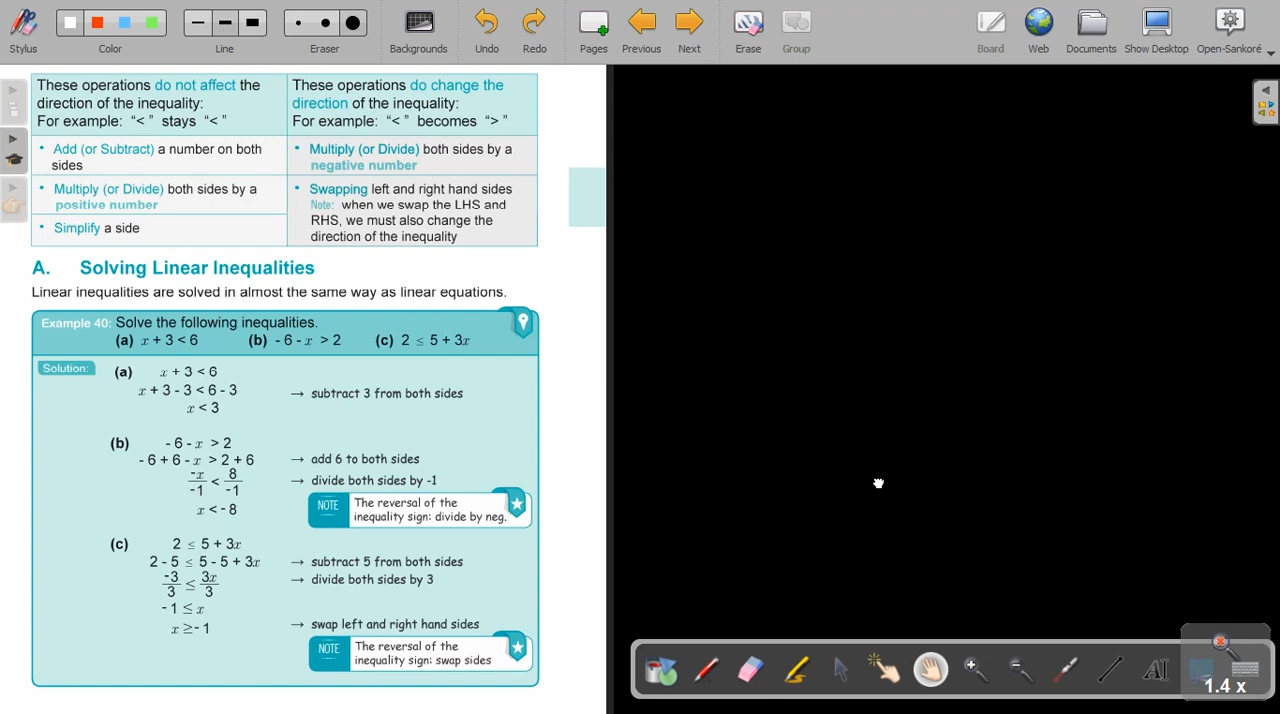 Stylus
Color
Line
Eraser
Backgrounds
Undo
Redo
Pages
Previous
Next
Erase
Group
Board
Web
Documents
Show Desktop
Open-Sankoré
These operations do not affect the direction of the inequality:
For example: “< ” stays “< ”
These operations do change the direction of the inequality:
For example: “< ” becomes “> ”
• Add (or Subtract) a number on both sides
• Multiply (or Divide) both sides by a negative number
• Multiply (or Divide) both sides by a positive number
• Swapping left and right hand sides
Note: when we swap the LHS and RHS, we must also change the direction of the inequality
• Simplify a side
A. Solving Linear Inequalities
Linear inequalities are solved in almost the same way as linear equations.
Example 40: Solve the following inequalities.
(a) x + 3 < 6 (b) - 6 - x > 2 (c) 2 ≤ 5 + 3x
Solution:
(a) x + 3 < 6
x + 3 - 3 < 6 - 3 → subtract 3 from both sides
x < 3
(b) - 6 - x > 2
- 6 + 6 - x > 2 + 6 → add 6 to both sides
-x/-1 < 8/-1 → divide both sides by -1
x < - 8
NOTE The reversal of the inequality sign: divide by neg.
(c) 2 ≤ 5 + 3x
2 - 5 ≤ 5 - 5 + 3x → subtract 5 from both sides
-3/3 ≤ 3x/3 → divide both sides by 3
- 1 ≤ x
x ≥ - 1 → swap left and right hand sides
NOTE The reversal of the inequality sign: swap sides
AI
1.4 x